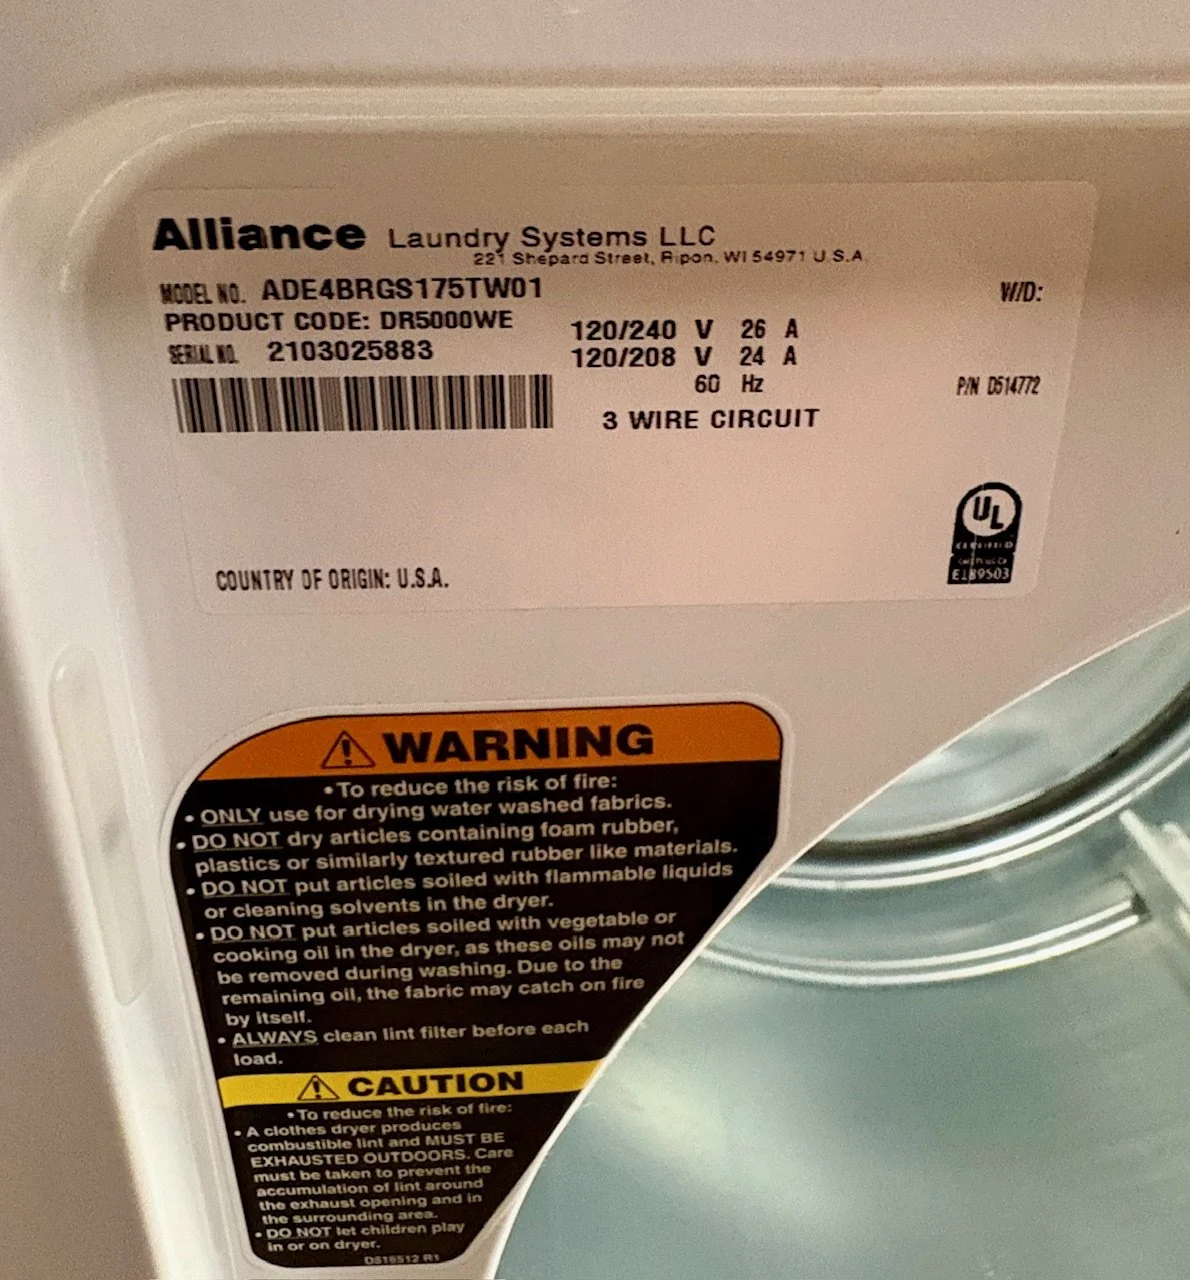 Alliance Laundry Systems LLC
221 Shepard Street, Ripon, WI 54971 U.S.A.
MODEL NO. ADE4BRGS175TW01
W/D:
PRODUCT CODE: DR5000WE
120/240 V 26 A
SERIAL NO. 2103025883
120/208 V 24 A
60 Hz
P/N D514772
3 WIRE CIRCUIT
UL
CERTIFIED
E189503
COUNTRY OF ORIGIN: U.S.A.
⚠ WARNING
• To reduce the risk of fire:
• ONLY use for drying water washed fabrics.
• DO NOT dry articles containing foam rubber,
plastics or similarly textured rubber like materials.
• DO NOT put articles soiled with flammable liquids
or cleaning solvents in the dryer.
• DO NOT put articles soiled with vegetable or
cooking oil in the dryer, as these oils may not
be removed during washing. Due to the
remaining oil, the fabric may catch on fire
by itself.
• ALWAYS clean lint filter before each
load.
⚠ CAUTION
• To reduce the risk of fire:
• A clothes dryer produces
combustible lint and MUST BE
EXHAUSTED OUTDOORS. Care
must be taken to prevent the
accumulation of lint around
the exhaust opening and in
the surrounding area.
• DO NOT let children play
in or on dryer.
D516512 R1